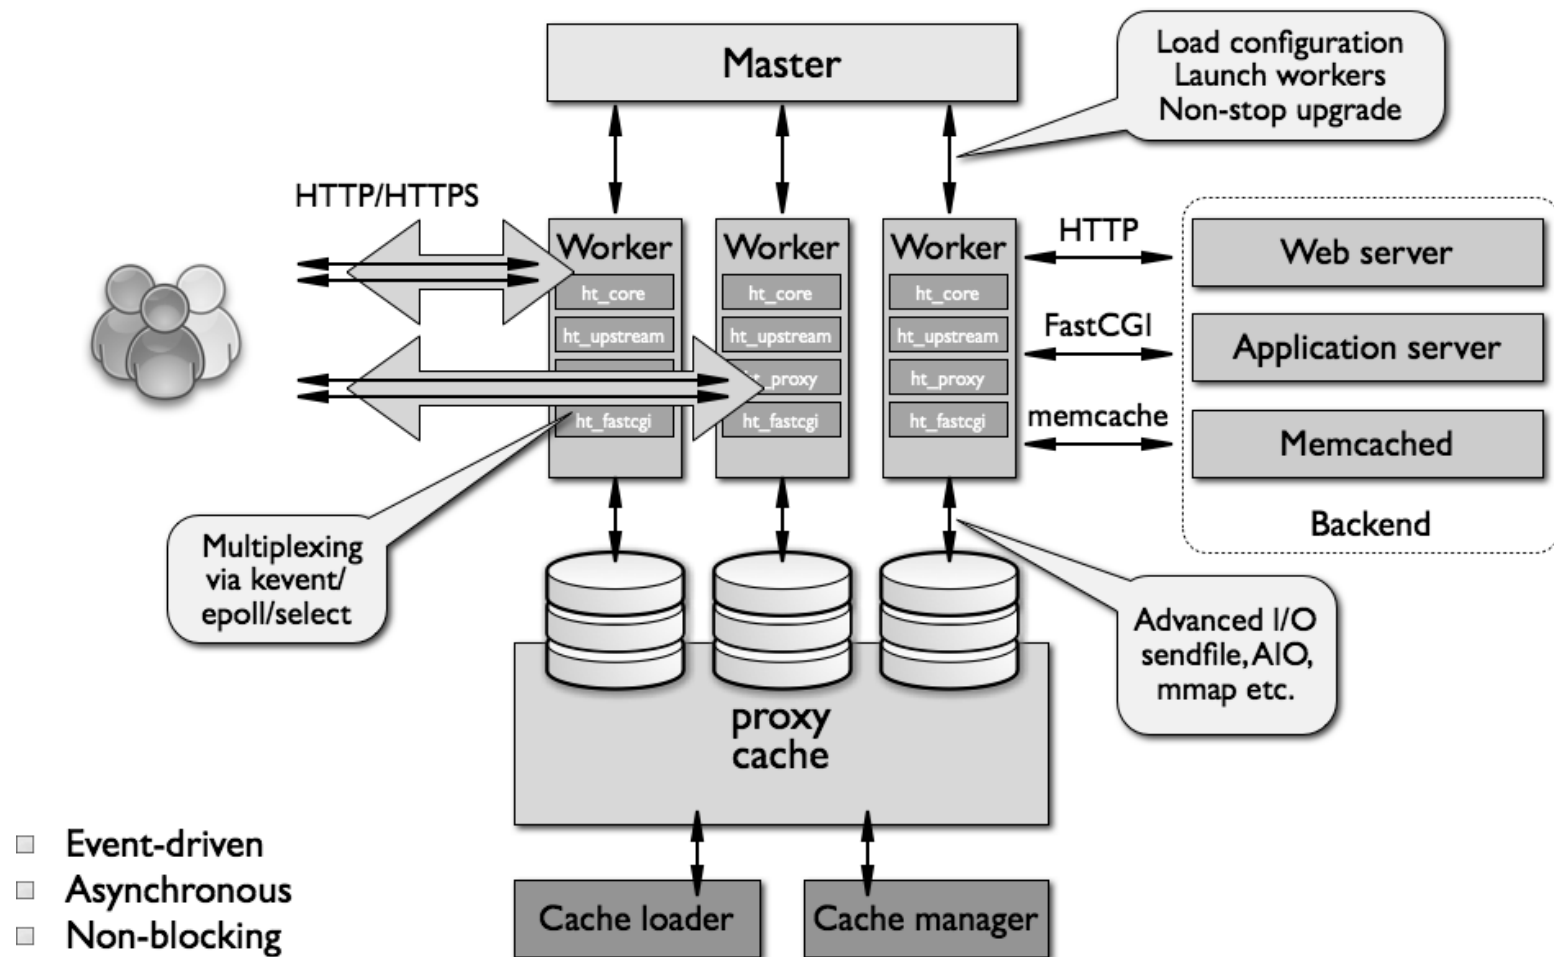 Master
Load configuration
Launch workers
Non-stop upgrade
HTTP/HTTPS
Worker
ht_core
ht_upstream
ht_fastcgi
Worker
ht_core
ht_upstream
ht_proxy
ht_fastcgi
Worker
ht_core
ht_upstream
ht_proxy
ht_fastcgi
HTTP
FastCGI
memcache
Web server
Application server
Memcached
Backend
Multiplexing
via kevent/
epoll/select
Advanced I/O
sendfile, AIO,
mmap etc.
proxy
cache
Cache loader
Cache manager
Event-driven
Asynchronous
Non-blocking